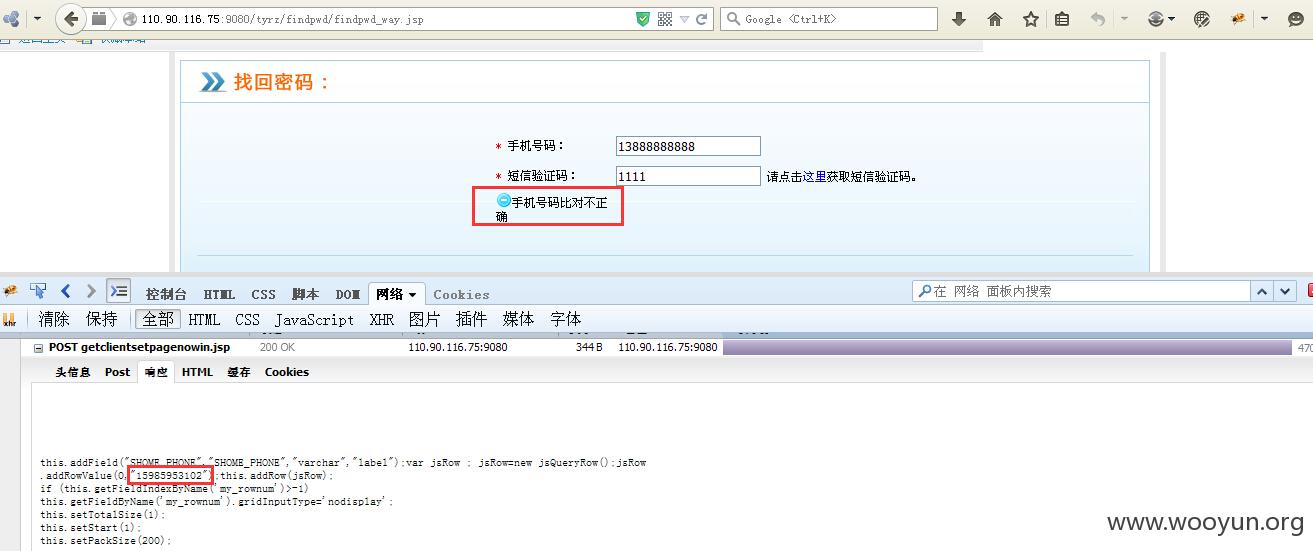 110.90.116.75:9080/tyrz/findpwd/findpwd_way.jsp
Google <Ctrl+K>
找回密码：
* 手机号码： 13888888888
* 短信验证码： 1111 请点击这里获取短信验证码。
手机号码比对不正
确
控制台 HTML CSS 脚本 DOM 网络 Cookies
在 网络 面板内搜索
xhr 清除 保持 全部 HTML CSS JavaScript XHR 图片 插件 媒体 字体
POST getclientsetpagenowin.jsp 200 OK 110.90.116.75:9080 344 B 110.90.116.75:9080 470
头信息 Post 响应 HTML 缓存 Cookies
this.addField("SHOME_PHONE","SHOME_PHONE","varchar","label");var jsRow ; jsRow=new jsQueryRow();jsRow
.addRowValue(0,"15985953102");this.addRow(jsRow);
if (this.getFieldIndexByName('my_rownum')>-1)
this.getFieldByName('my_rownum').gridInputType='nodisplay';
this.setTotalSize(1);
this.setStart(1);
this.setPackSize(200);
www.wooyun.org